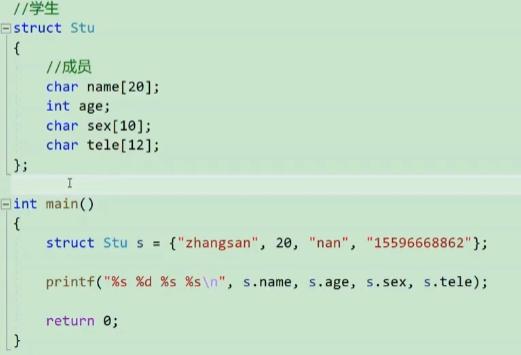 //学生
struct Stu
{
    //成员
    char name[20];
    int age;
    char sex[10];
    char tele[12];
};
int main()
{
    struct Stu s = {"zhangsan", 20, "nan", "15596668862"};
    printf("%s %d %s %s\n", s.name, s.age, s.sex, s.tele);
    return 0;
}